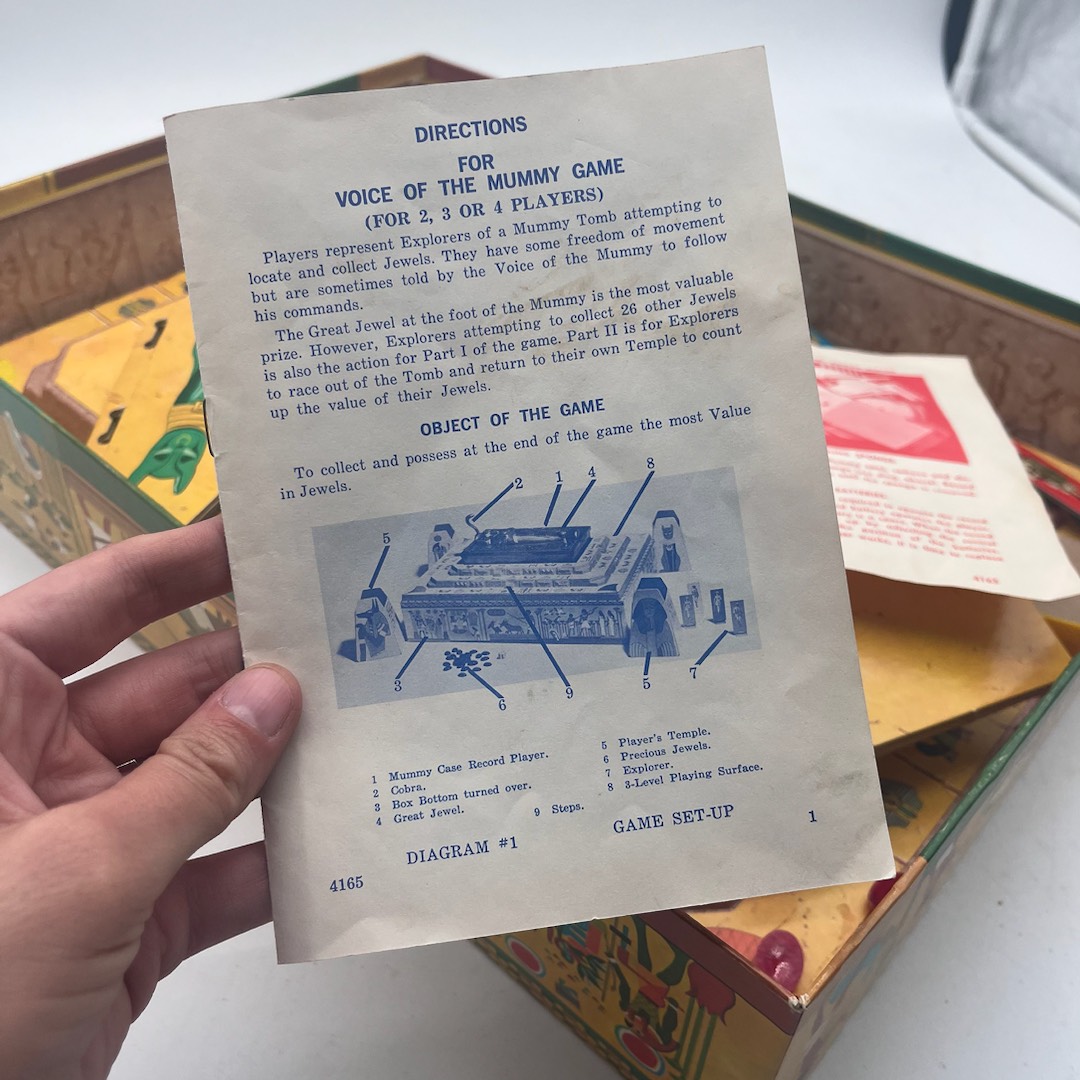 DIRECTIONS
FOR
VOICE OF THE MUMMY GAME
(FOR 2, 3 OR 4 PLAYERS)
Players represent Explorers of a Mummy Tomb attempting to
locate and collect Jewels. They have some freedom of movement
but are sometimes told by the Voice of the Mummy to follow
his commands.
The Great Jewel at the foot of the Mummy is the most valuable
prize. However, Explorers attempting to collect 26 other Jewels
is also the action for Part I of the game. Part II is for Explorers
to race out of the Tomb and return to their own Temple to count
up the value of their Jewels.
OBJECT OF THE GAME
To collect and possess at the end of the game the most Value
in Jewels.
2 1 4 8
5
3 6 9 5 7
1 Mummy Case Record Player.
2 Cobra.
3 Box Bottom turned over.
4 Great Jewel.
9 Steps.
5 Player's Temple.
6 Precious Jewels.
7 Explorer.
8 3-Level Playing Surface.
DIAGRAM #1
GAME SET-UP
1
4165
4165